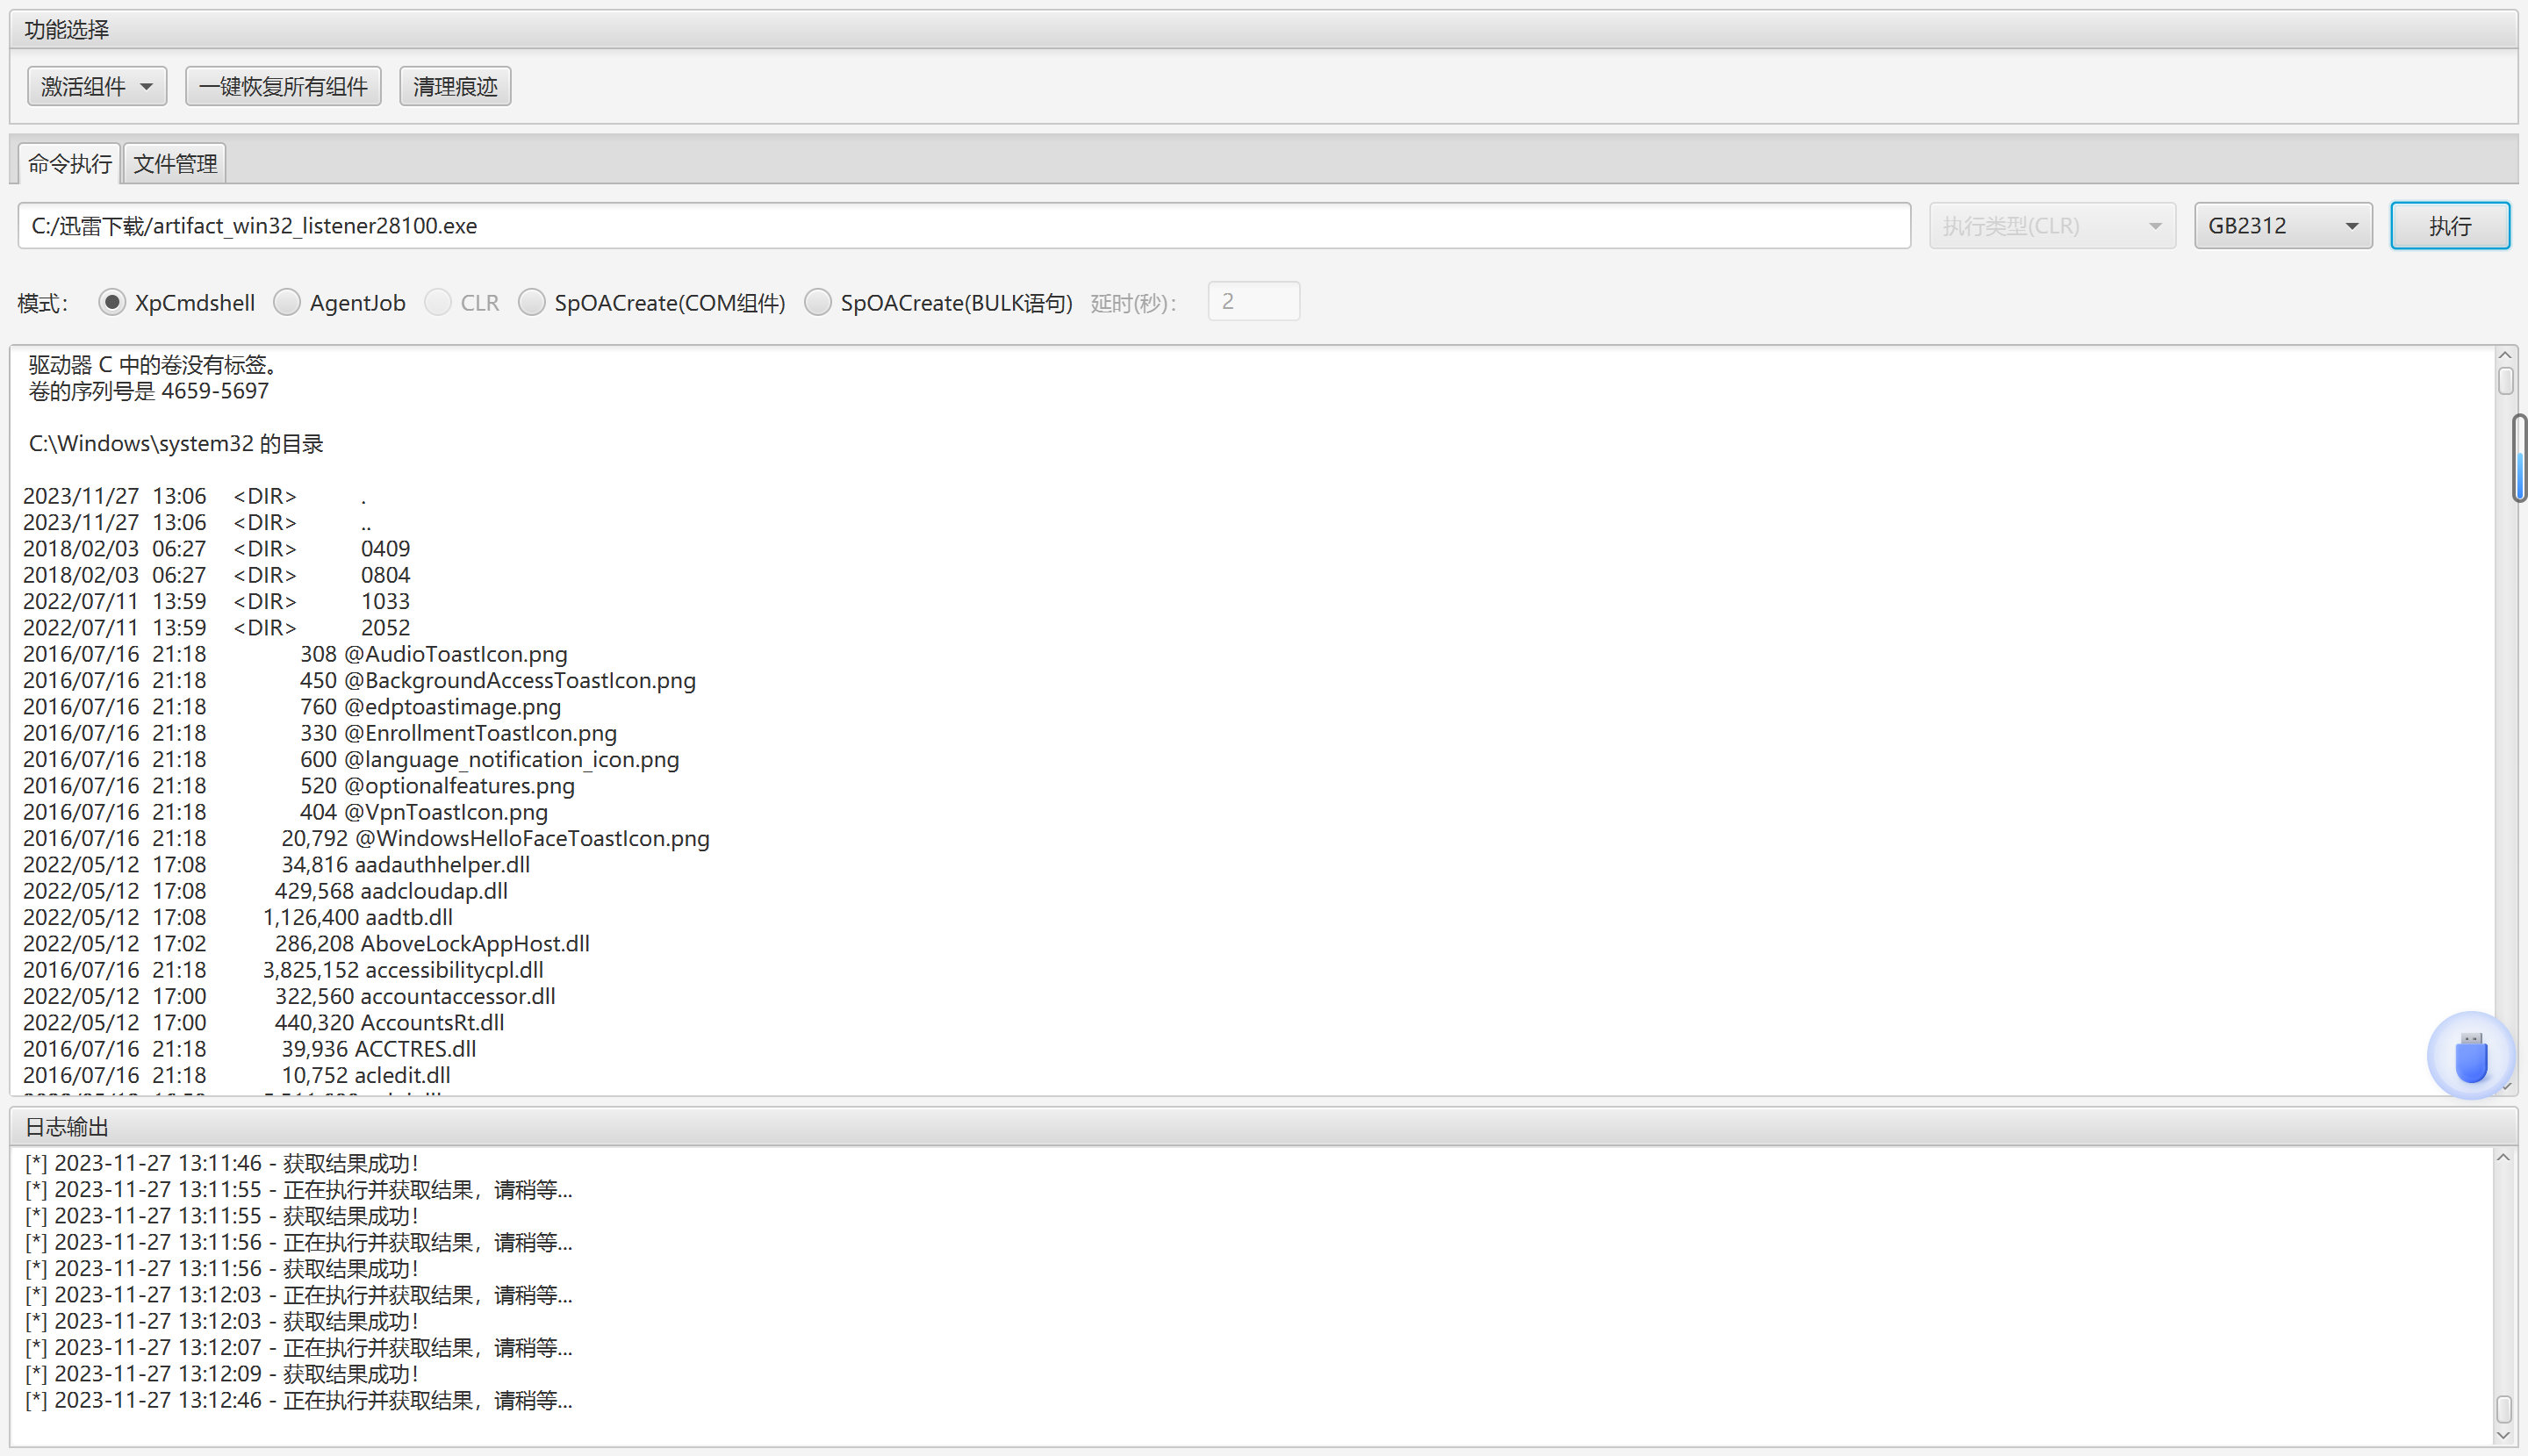 功能选择
激活组件 一键恢复所有组件 清理痕迹
命令执行 文件管理
C:/迅雷下载/artifact_win32_listener28100.exe 执行类型(CLR) GB2312 执行
模式： XpCmdshell AgentJob CLR SpOACreate(COM组件) SpOACreate(BULK语句) 延时(秒)： 2
驱动器 C 中的卷没有标签。
卷的序列号是 4659-5697
C:\Windows\system32 的目录
2023/11/27 13:06 <DIR> .
2023/11/27 13:06 <DIR> ..
2018/02/03 06:27 <DIR> 0409
2018/02/03 06:27 <DIR> 0804
2022/07/11 13:59 <DIR> 1033
2022/07/11 13:59 <DIR> 2052
2016/07/16 21:18 308 @AudioToastIcon.png
2016/07/16 21:18 450 @BackgroundAccessToastIcon.png
2016/07/16 21:18 760 @edptoastimage.png
2016/07/16 21:18 330 @EnrollmentToastIcon.png
2016/07/16 21:18 600 @language_notification_icon.png
2016/07/16 21:18 520 @optionalfeatures.png
2016/07/16 21:18 404 @VpnToastIcon.png
2016/07/16 21:18 20,792 @WindowsHelloFaceToastIcon.png
2022/05/12 17:08 34,816 aadauthhelper.dll
2022/05/12 17:08 429,568 aadcloudap.dll
2022/05/12 17:08 1,126,400 aadtb.dll
2022/05/12 17:02 286,208 AboveLockAppHost.dll
2016/07/16 21:18 3,825,152 accessibilitycpl.dll
2022/05/12 17:00 322,560 accountaccessor.dll
2022/05/12 17:00 440,320 AccountsRt.dll
2016/07/16 21:18 39,936 ACCTRES.dll
2016/07/16 21:18 10,752 acledit.dll
日志输出
[*] 2023-11-27 13:11:46 - 获取结果成功！
[*] 2023-11-27 13:11:55 - 正在执行并获取结果，请稍等...
[*] 2023-11-27 13:11:55 - 获取结果成功！
[*] 2023-11-27 13:11:56 - 正在执行并获取结果，请稍等...
[*] 2023-11-27 13:11:56 - 获取结果成功！
[*] 2023-11-27 13:12:03 - 正在执行并获取结果，请稍等...
[*] 2023-11-27 13:12:03 - 获取结果成功！
[*] 2023-11-27 13:12:07 - 正在执行并获取结果，请稍等...
[*] 2023-11-27 13:12:09 - 获取结果成功！
[*] 2023-11-27 13:12:46 - 正在执行并获取结果，请稍等...